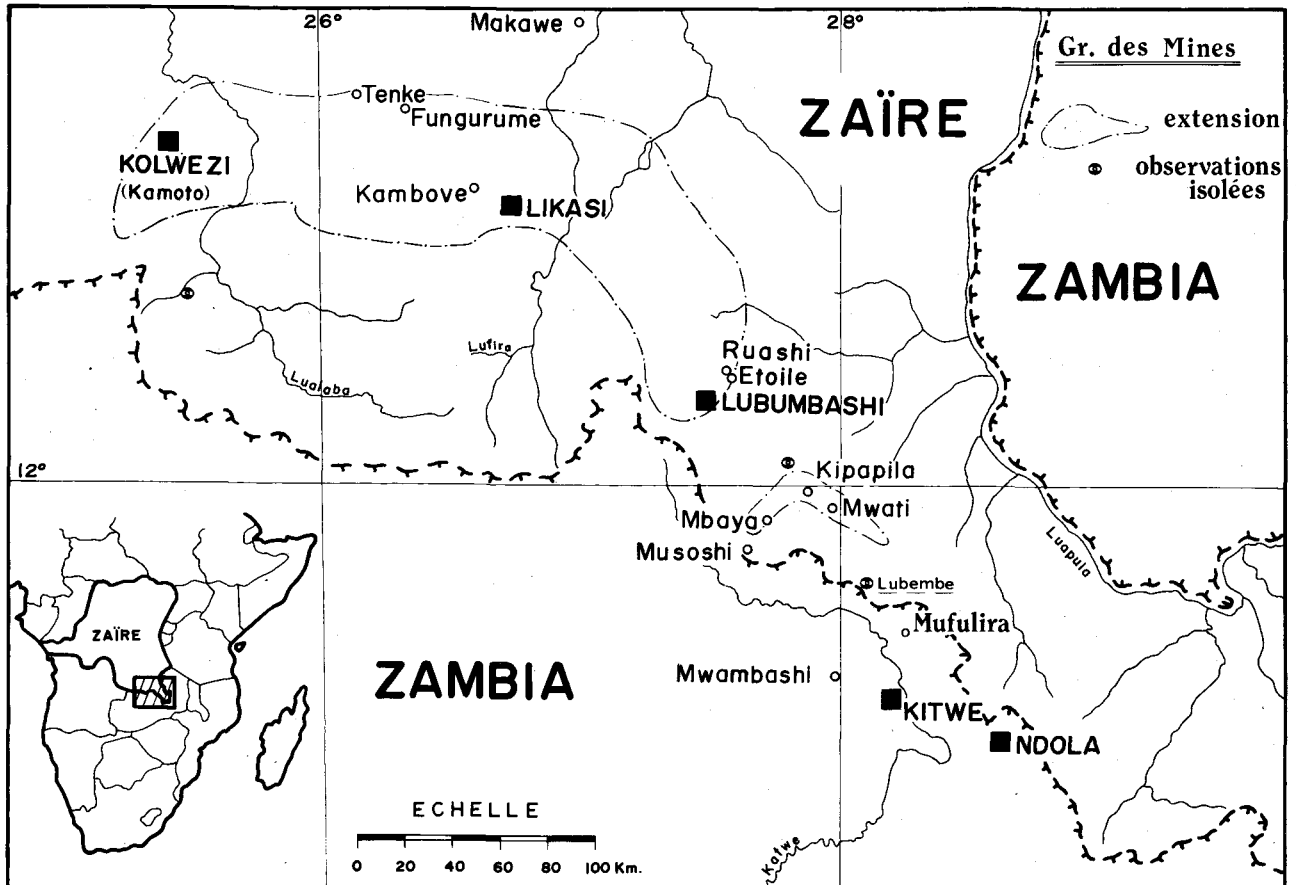 26°
Makawe
28°
Gr. des Mines
Tenke
Fungurume
ZAÏRE
extension
KOLWEZI
(Kamoto)
observations
isolées
Kambove
LIKASI
ZAMBIA
Lufira
Lualaba
Ruashi
Etoile
LUBUMBASHI
12°
Kipapila
Mwati
Mbaya
Musoshi
Luapula
Lubembe
ZAÏRE
Mufulira
ZAMBIA
Mwambashi
KITWE
NDOLA
ECHELLE
0 20 40 60 80 100 Km.
Kafwe